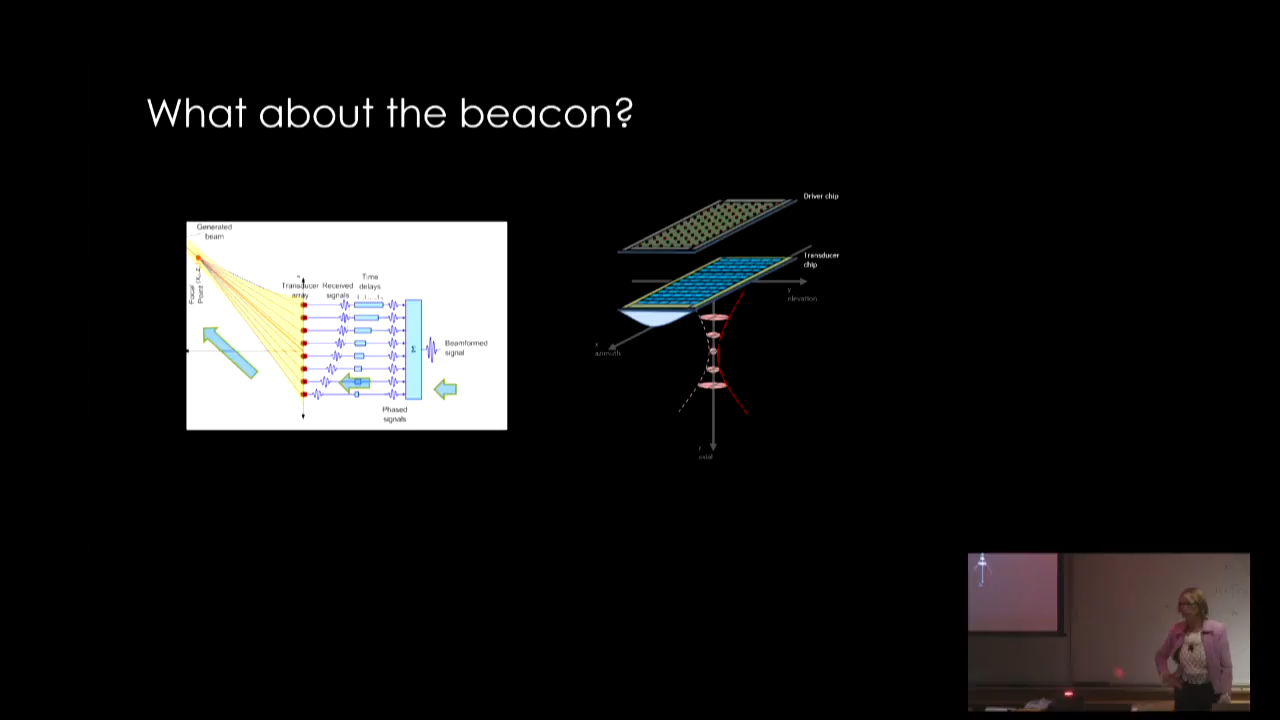 What about the beacon?
Generated
beam
Focal
Transducer
array
Received
signals
Time
delays
Σ
Beamformed
signal
Phased
signals
Driver chip
Transducer
chip
y
elevation
x
azimuth
axial